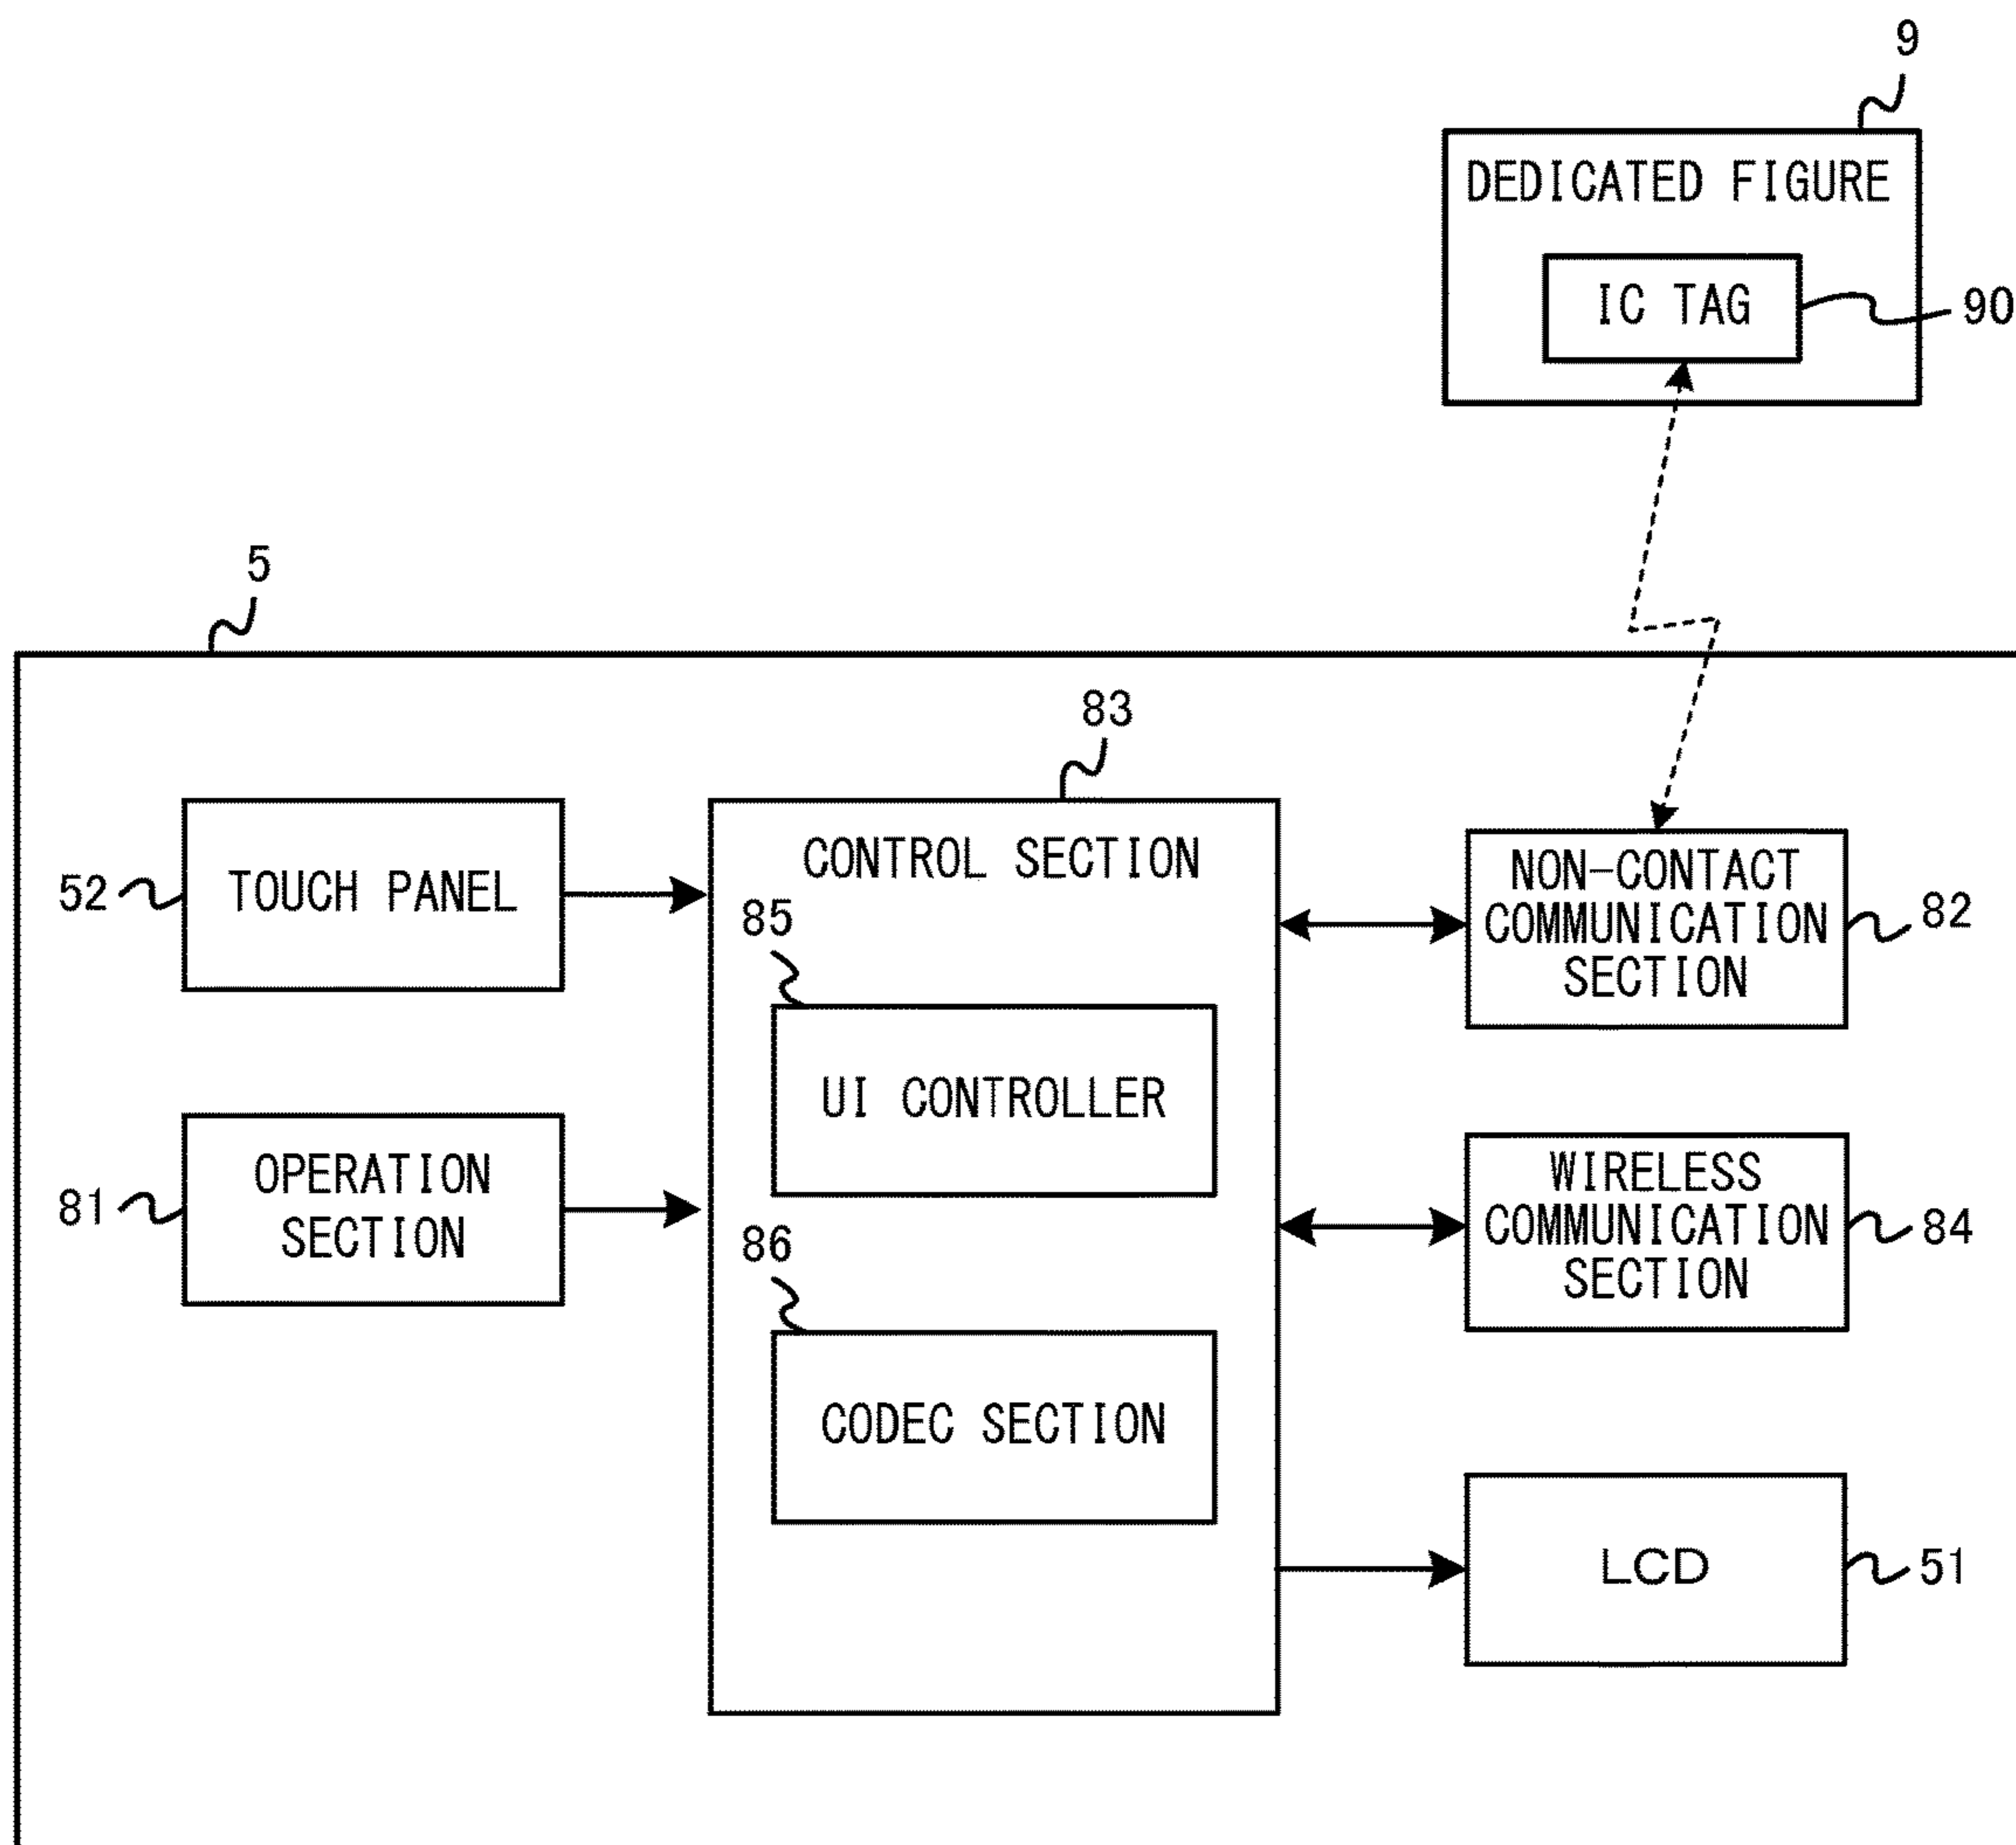 9
DEDICATED FIGURE
IC TAG
90
5
83
CONTROL SECTION
52
TOUCH PANEL
85
NON-CONTACT
COMMUNICATION
SECTION
82
UI CONTROLLER
81
OPERATION
SECTION
86
WIRELESS
COMMUNICATION
SECTION
84
CODEC SECTION
LCD
51